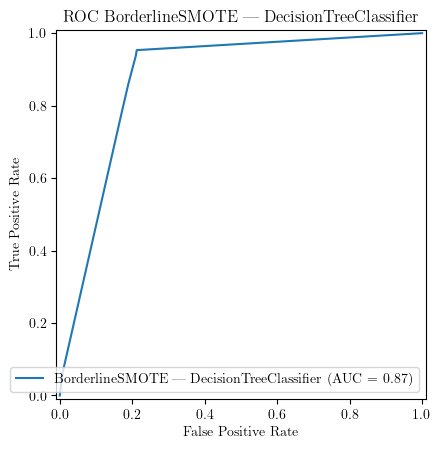 ROC BorderlineSMOTE — DecisionTreeClassifier
1.0
0.8
0.6
0.4
0.2
0.0
True Positive Rate
BorderlineSMOTE — DecisionTreeClassifier (AUC = 0.87)
0.0 0.2 0.4 0.6 0.8 1.0
False Positive Rate